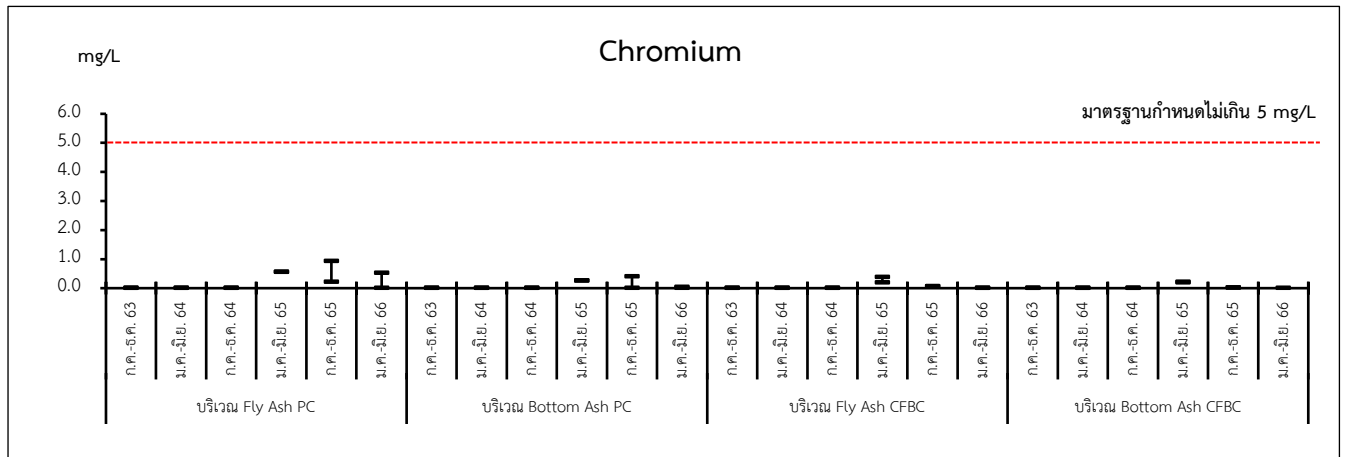 Chromium
mg/L
มาตรฐานกำหนดไม่เกิน 5 mg/L
6.0
5.0
4.0
3.0
2.0
1.0
0.0
ก.ค.-ธ.ค. 63
ม.ค.-มิ.ย. 64
ก.ค.-ธ.ค. 64
ม.ค.-มิ.ย. 65
ก.ค.-ธ.ค. 65
ม.ค.-มิ.ย. 66
ก.ค.-ธ.ค. 63
ม.ค.-มิ.ย. 64
ก.ค.-ธ.ค. 64
ม.ค.-มิ.ย. 65
ก.ค.-ธ.ค. 65
ม.ค.-มิ.ย. 66
ก.ค.-ธ.ค. 63
ม.ค.-มิ.ย. 64
ก.ค.-ธ.ค. 64
ม.ค.-มิ.ย. 65
ก.ค.-ธ.ค. 65
ม.ค.-มิ.ย. 66
ก.ค.-ธ.ค. 63
ม.ค.-มิ.ย. 64
ก.ค.-ธ.ค. 64
ม.ค.-มิ.ย. 65
ก.ค.-ธ.ค. 65
ม.ค.-มิ.ย. 66
บริเวณ Fly Ash PC
บริเวณ Bottom Ash PC
บริเวณ Fly Ash CFBC
บริเวณ Bottom Ash CFBC